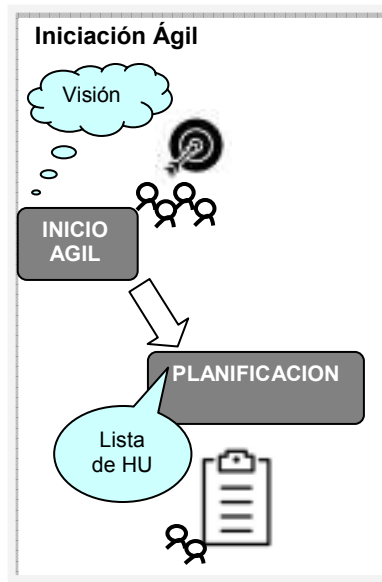 Iniciación Ágil
Visión
INICIO
AGIL
PLANIFICACION
Lista
de HU